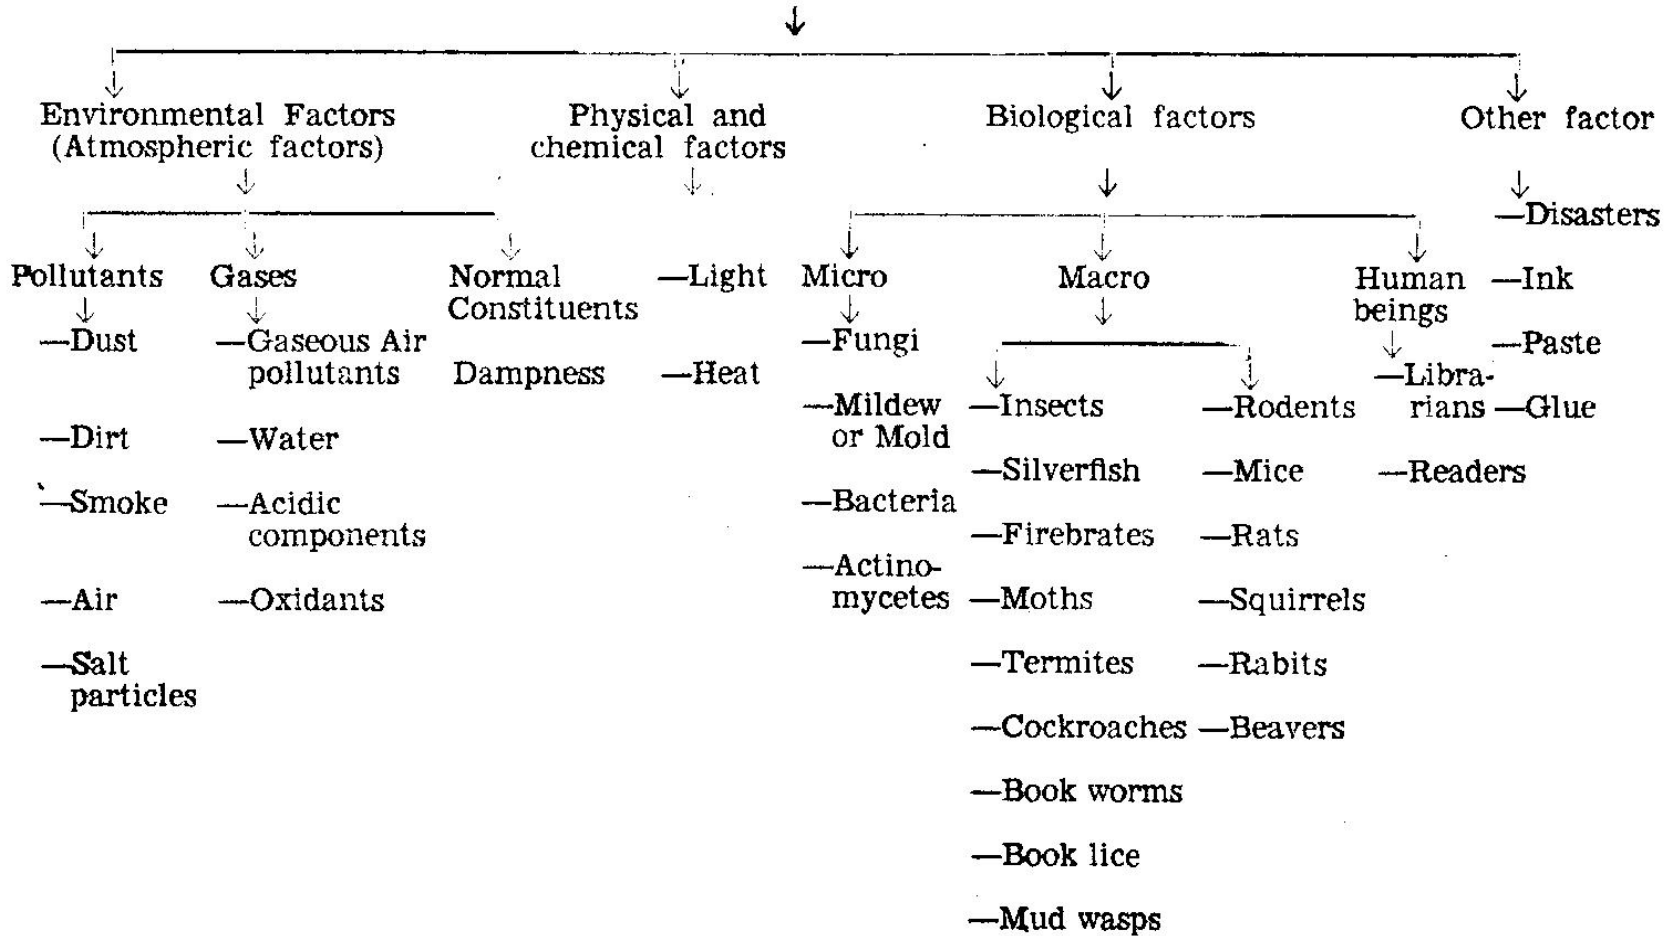 Environmental Factors
(Atmospheric factors)
Physical and
chemical factors
Biological factors
Other factor
Pollutants
—Dust
—Dirt
—Smoke
—Air
—Salt
particles
Gases
—Gaseous Air
pollutants
—Water
—Acidic
components
—Oxidants
Normal
Constituents
Dampness
—Light
—Heat
Micro
—Fungi
—Mildew
or Mold
—Bacteria
—Actino-
mycetes
Macro
—Insects
—Silverfish
—Firebrates
—Moths
—Termites
—Cockroaches
—Book worms
—Book lice
—Mud wasps
—Rodents
—Mice
—Rats
—Squirrels
—Rabits
—Beavers
Human
beings
—Libra-
rians
—Readers
—Disasters
—Ink
—Paste
—Glue